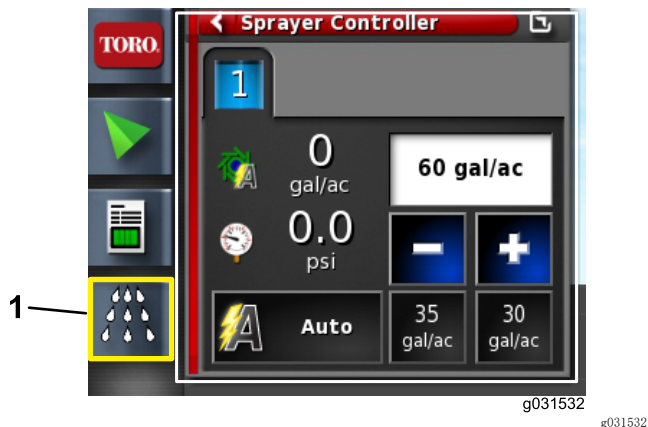 TORO.
Sprayer Controller
1
0
gal/ac
60 gal/ac
0.0
psi
A Auto
35
gal/ac
30
gal/ac
1
g031532
g031532